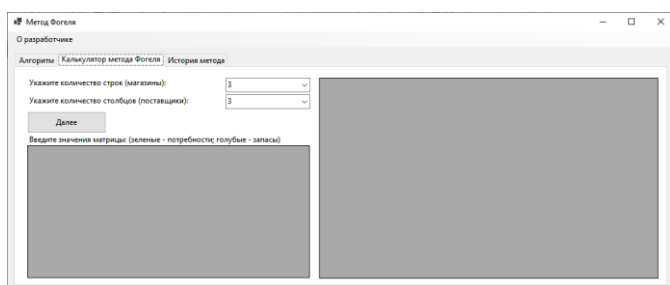 Метод Фогеля
О разработчике
Алгоритм Калькулятор метода Фогеля История метода
Укажите количество строк (магазины): 3
Укажите количество столбцов (поставщики): 3
Далее
Введите значения матрицы: (зеленые - потребности; голубые - запасы)